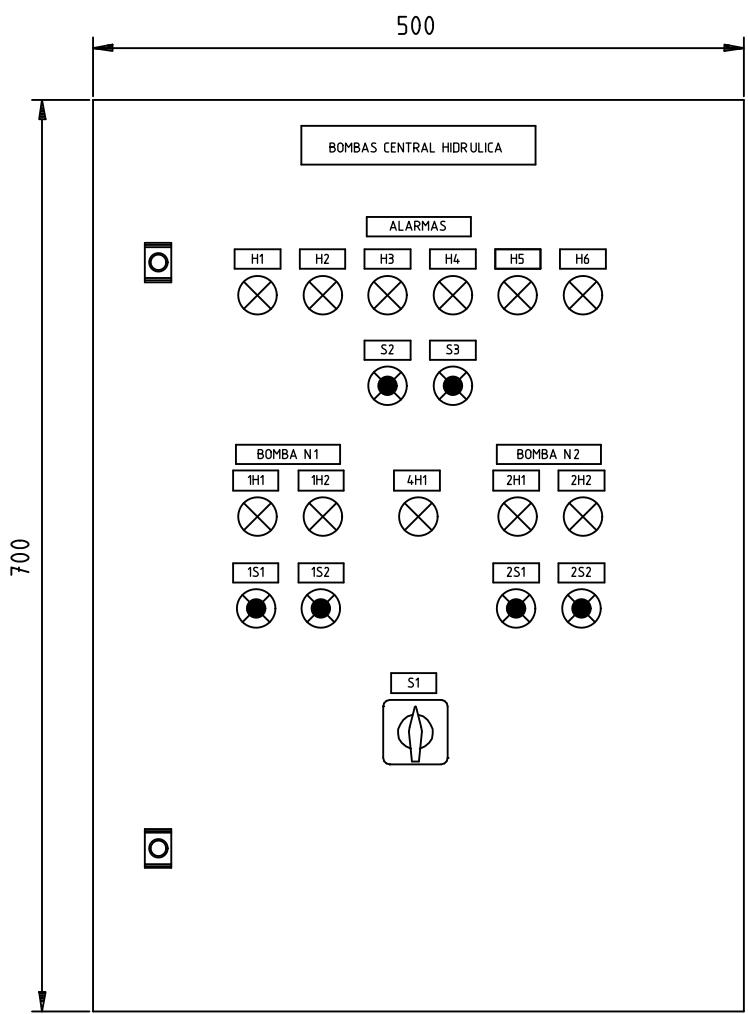 500
BOMBAS CENTRAL HIDRULICA
ALARMAS
H1 H2 H3 H4 H5 H6
S2 S3
BOMBA N1 BOMBA N2
1H1 1H2 4H1 2H1 2H2
700
1S1 1S2 2S1 2S2
S1